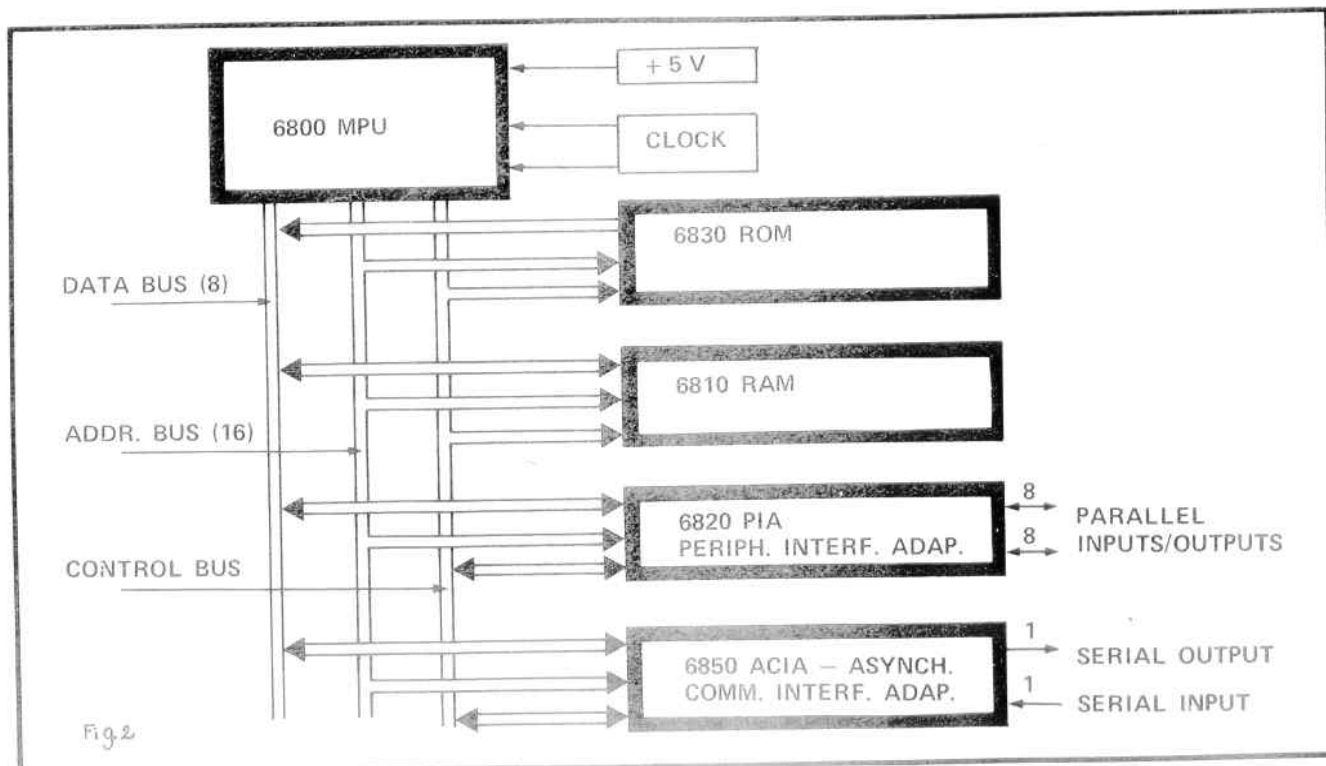 6800 MPU
+ 5 V
CLOCK
6830 ROM
DATA BUS (8)
6810 RAM
ADDR. BUS (16)
6820 PIA
PERIPH. INTERF. ADAP.
8
8
PARALLEL
INPUTS/OUTPUTS
CONTROL BUS
6850 ACIA – ASYNCH.
COMM. INTERF. ADAP.
1
SERIAL OUTPUT
1
SERIAL INPUT
Fig.2